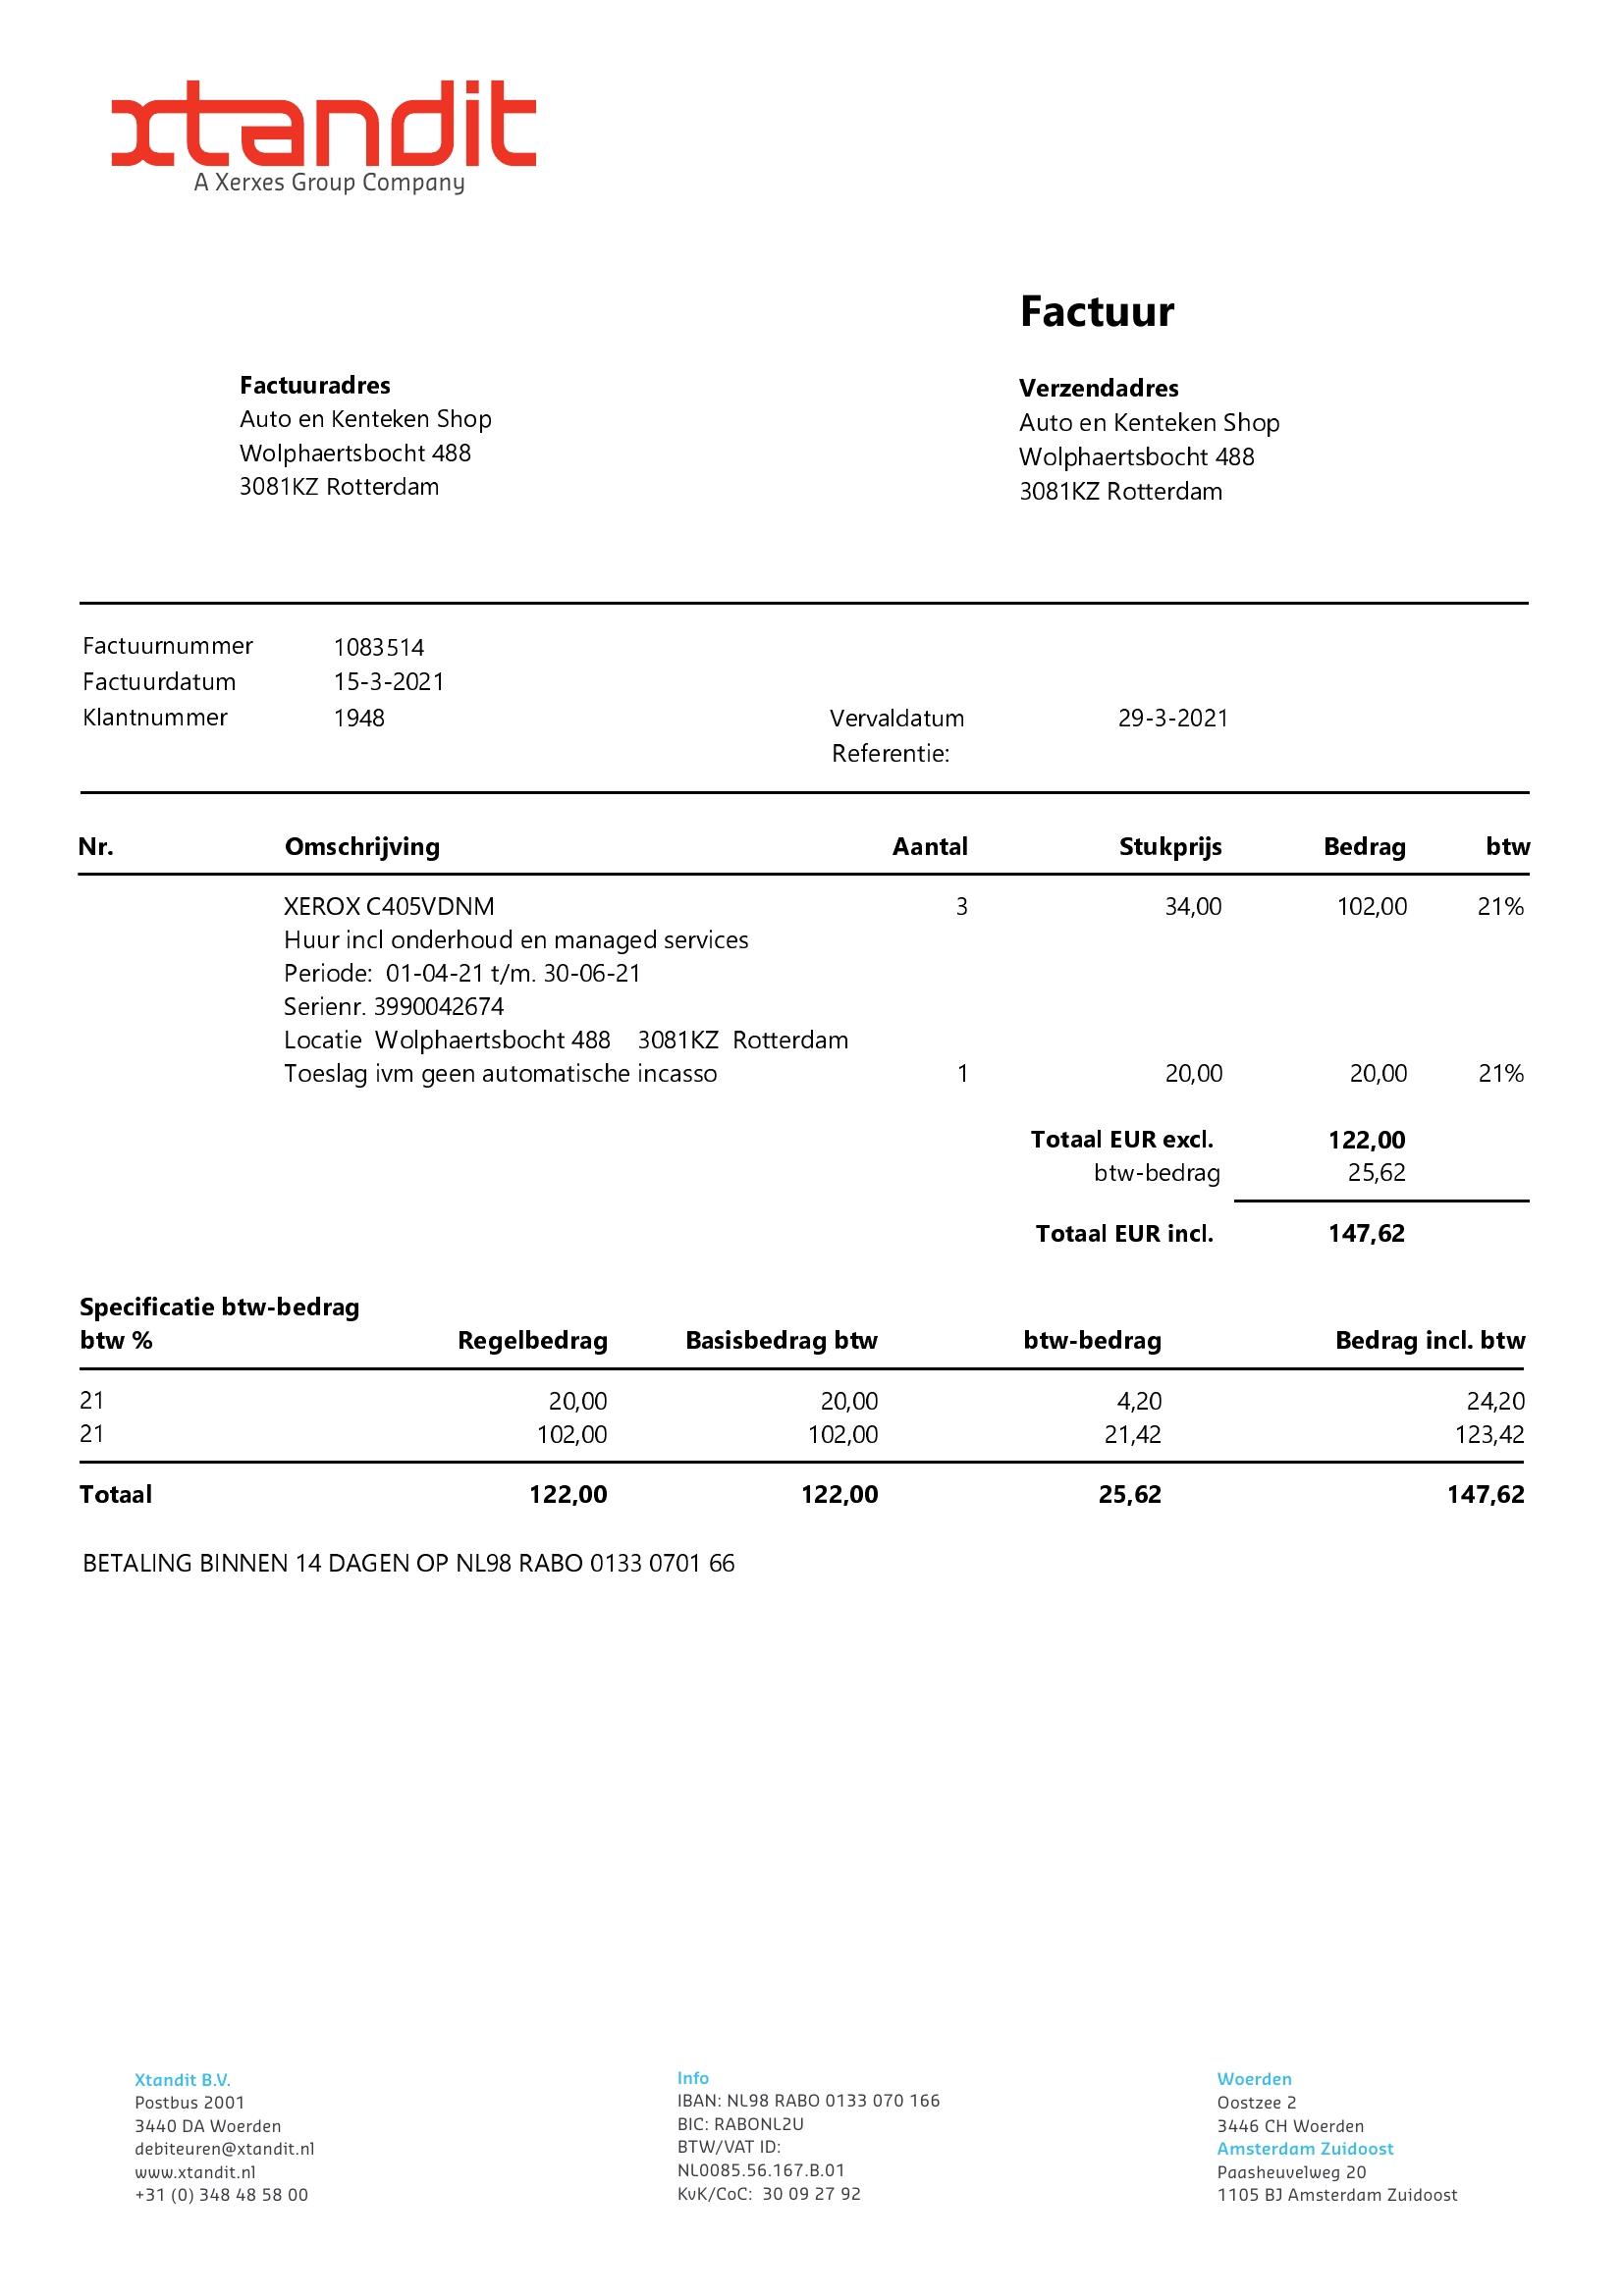 xtandit
A Xerxes Group Company
Factuur
Factuuradres
Auto en Kenteken Shop
Wolphaertsbocht 488
3081KZ Rotterdam
Verzendadres
Auto en Kenteken Shop
Wolphaertsbocht 488
3081KZ Rotterdam
Factuurnummer 1083514
Factuurdatum 15-3-2021
Klantnummer 1948 Vervaldatum 29-3-2021
Referentie:
Nr. Omschrijving Aantal Stukprijs Bedrag btw
XEROX C405VDNM 3 34,00 102,00 21%
Huur incl onderhoud en managed services
Periode: 01-04-21 t/m. 30-06-21
Serienr. 3990042674
Locatie Wolphaertsbocht 488 3081KZ Rotterdam
Toeslag ivm geen automatische incasso 1 20,00 20,00 21%
Totaal EUR excl. 122,00
btw-bedrag 25,62
Totaal EUR incl. 147,62
Specificatie btw-bedrag
btw % Regelbedrag Basisbedrag btw btw-bedrag Bedrag incl. btw
21 20,00 20,00 4,20 24,20
21 102,00 102,00 21,42 123,42
Totaal 122,00 122,00 25,62 147,62
BETALING BINNEN 14 DAGEN OP NL98 RABO 0133 0701 66
Xtandit B.V.
Postbus 2001
3440 DA Woerden
debiteuren@xtandit.nl
www.xtandit.nl
+31 (0) 348 48 58 00
Info
IBAN: NL98 RABO 0133 070 166
BIC: RABONL2U
BTW/VAT ID:
NL0085.56.167.B.01
KvK/CoC: 30 09 27 92
Woerden
Oostzee 2
3446 CH Woerden
Amsterdam Zuidoost
Paasheuvelweg 20
1105 BJ Amsterdam Zuidoost